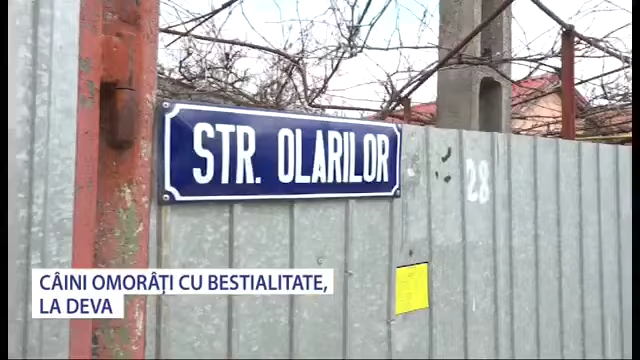 STR. OLARILOR
28
CÂINI OMORÂȚI CU BESTIALITATE,
LA DEVA